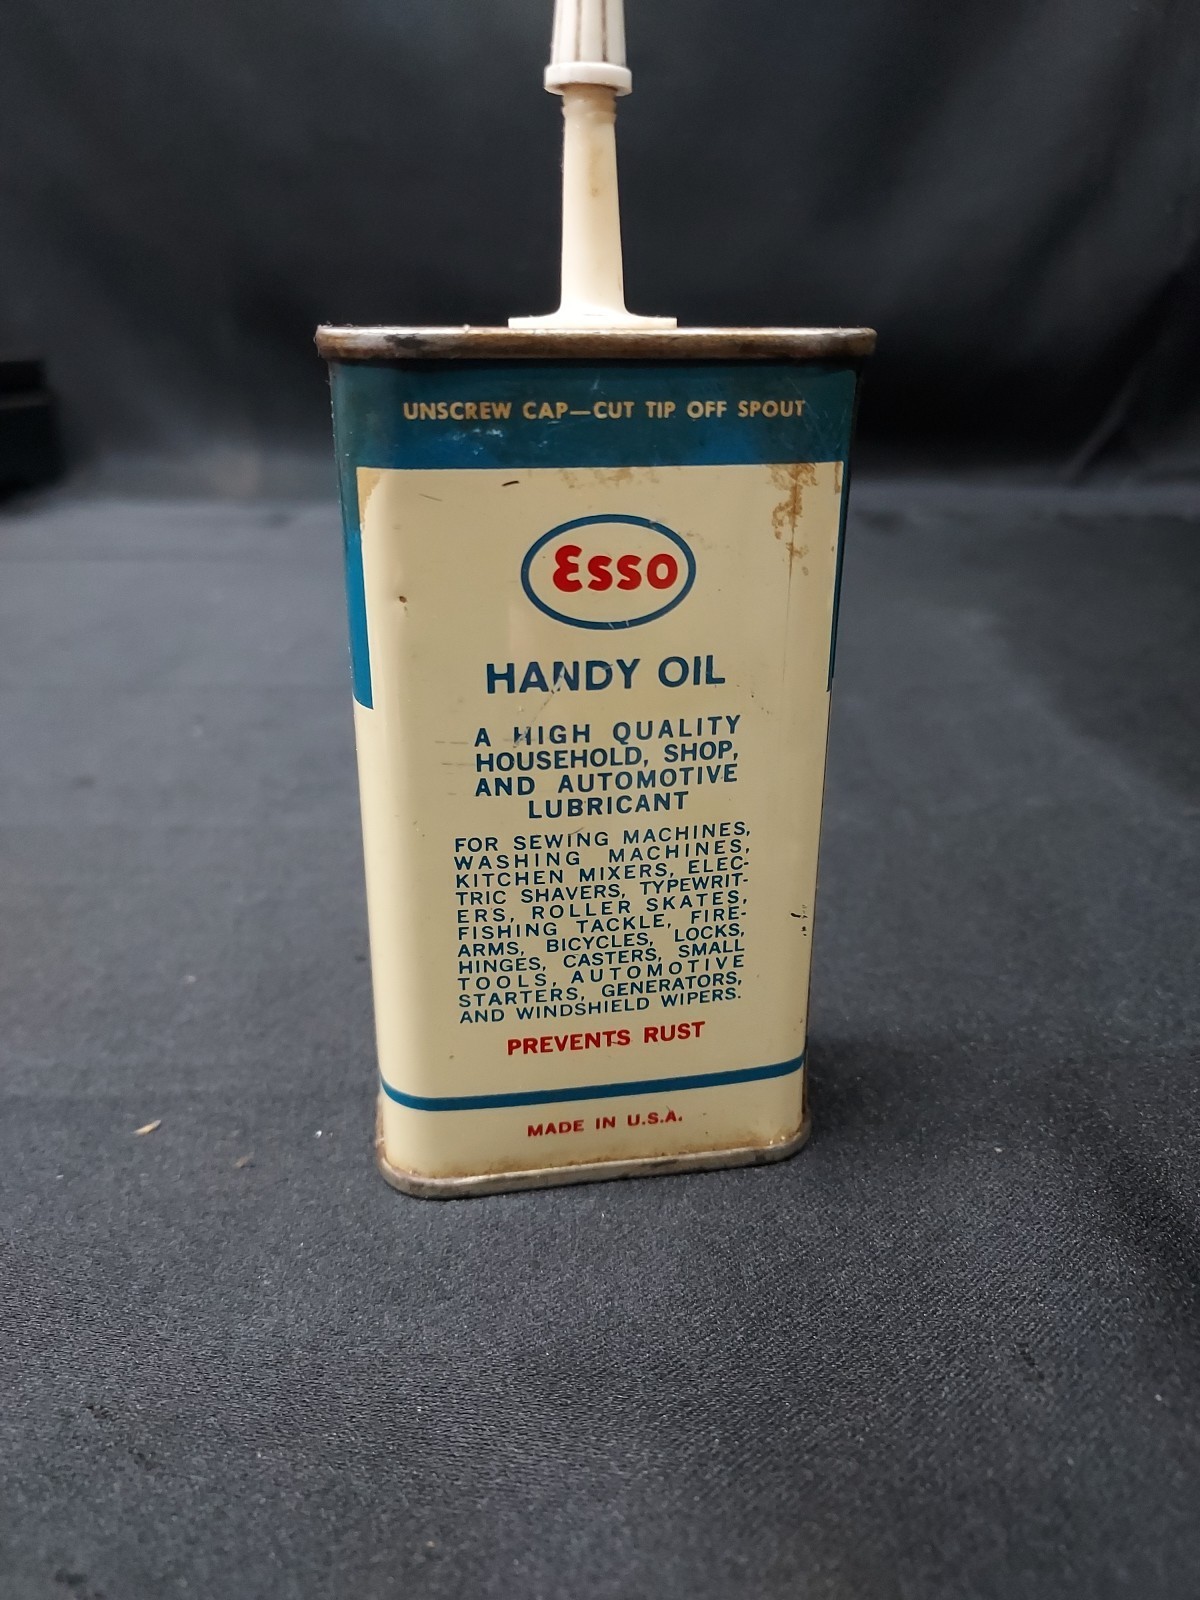 UNSCREW CAP—CUT TIP OFF SPOUT
Esso
HANDY OIL
A HIGH QUALITY
HOUSEHOLD, SHOP,
AND AUTOMOTIVE
LUBRICANT
FOR SEWING MACHINES,
WASHING MACHINES,
KITCHEN MIXERS, ELEC-
TRIC SHAVERS, TYPEWRIT-
ERS, ROLLER SKATES,
FISHING TACKLE, FIRE-
ARMS, BICYCLES, LOCKS,
HINGES, CASTERS, SMALL
TOOLS, AUTOMOTIVE
STARTERS, GENERATORS,
AND WINDSHIELD WIPERS.
PREVENTS RUST
MADE IN U.S.A.